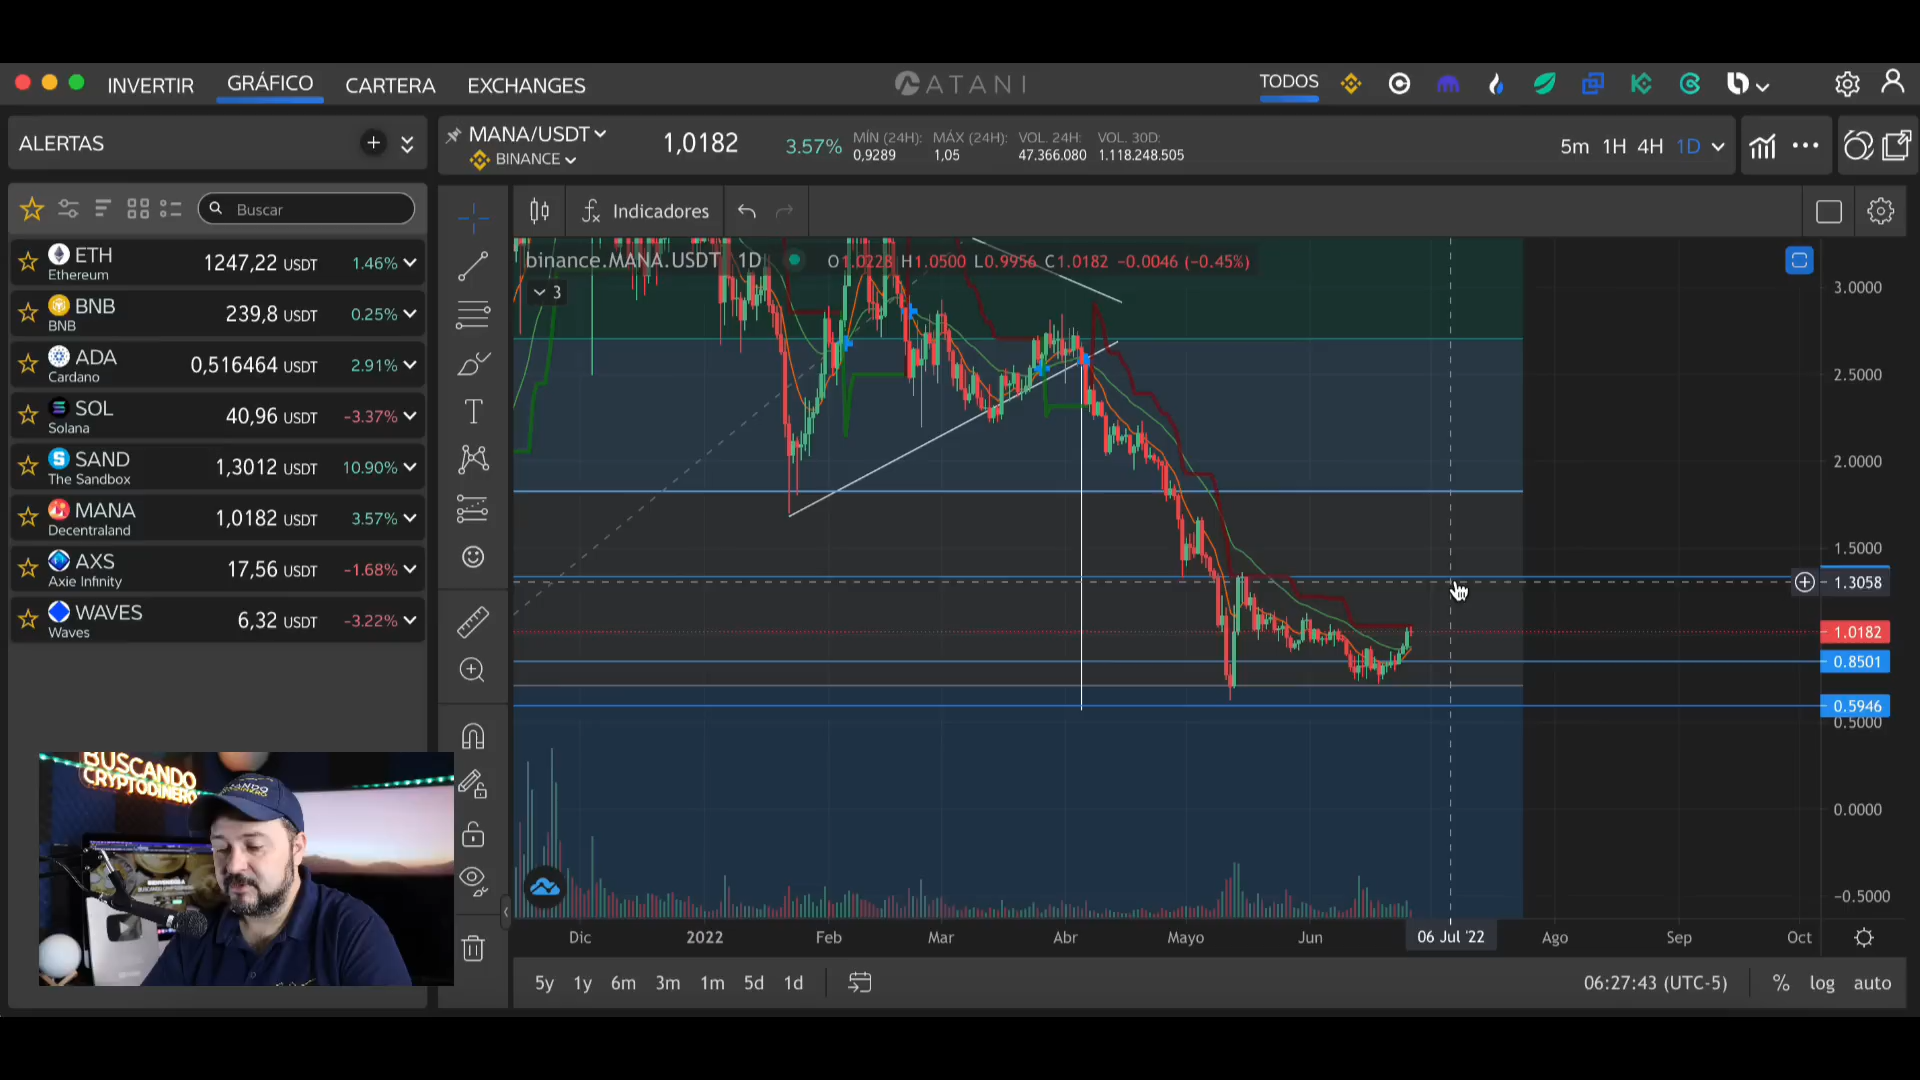 INVERTIR GRÁFICO CARTERA EXCHANGES ATANI TODOS
ALERTAS
MANA/USDT 1,0182 3.57% MÍN (24H): MÁX (24H): VOL. 24H: VOL. 30D: 5m 1H 4H 1D
BINANCE 0,9289 1,05 47.366.080 1.118.248.505
Buscar
Indicadores
ETH 1247,22 USDT 1.46%
Ethereum
BNB 239,8 USDT 0.25%
BNB
ADA 0,516464 USDT 2.91%
Cardano
SOL 40,96 USDT -3.37%
Solana
SAND 1,3012 USDT 10.90%
The Sandbox
MANA 1,0182 USDT 3.57%
Decentraland
AXS 17,56 USDT -1.68%
Axie Infinity
WAVES 6,32 USDT -3.22%
Waves
binance.MANA.USDT 1D O1.0228 H1.0500 L0.9956 C1.0182 −0.0046 (−0.45%)
3
3.0000
2.5000
2.0000
1.5000
1.3058
1.0182
0.8501
0.5946
0.5000
0.0000
−0.5000
Dic 2022 Feb Mar Abr Mayo Jun 06 Jul '22 Ago Sep Oct
5y 1y 6m 3m 1m 5d 1d 06:27:43 (UTC-5) % log auto
BUSCANDO
CRYPTODINERO